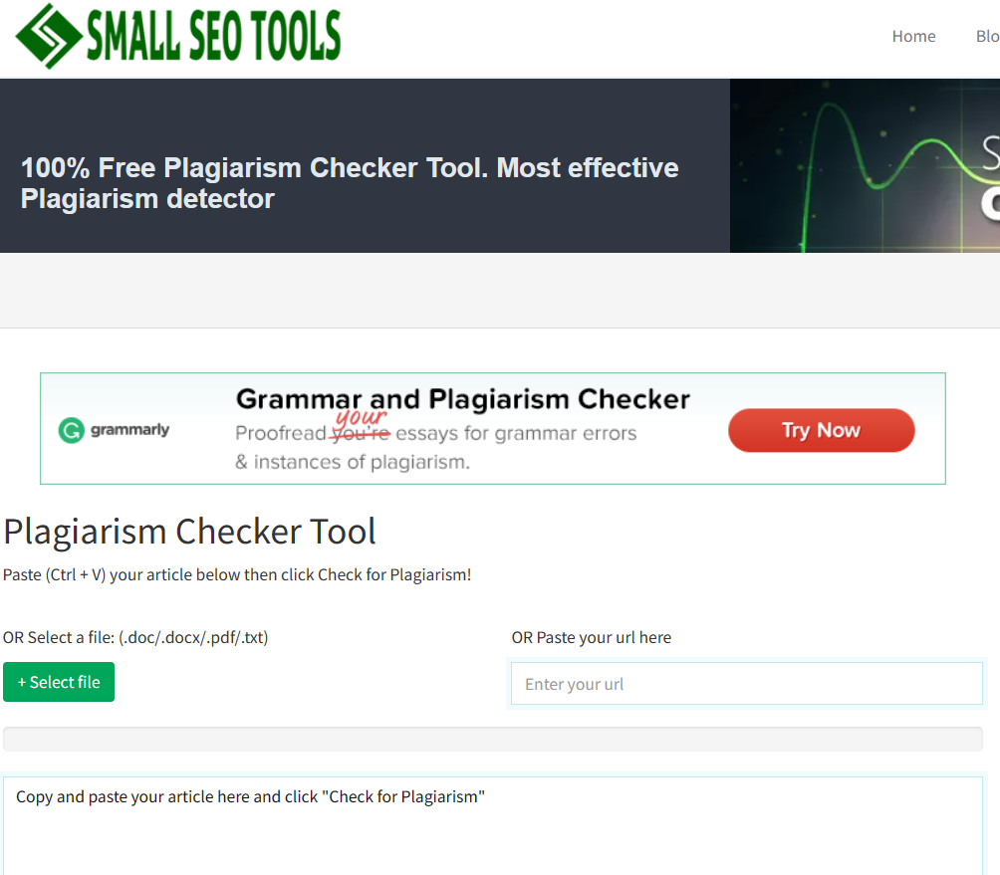 SMALL SEO TOOLS
Home
100% Free Plagiarism Checker Tool. Most effective
Plagiarism detector
grammarly
Grammar and Plagiarism Checker
your
Proofread you're essays for grammar errors
& instances of plagiarism.
Try Now
Plagiarism Checker Tool
Paste (Ctrl + V) your article below then click Check for Plagiarism!
OR Select a file: (.doc/.docx/.pdf/.txt)
OR Paste your url here
+ Select file
Enter your url
Copy and paste your article here and click "Check for Plagiarism"